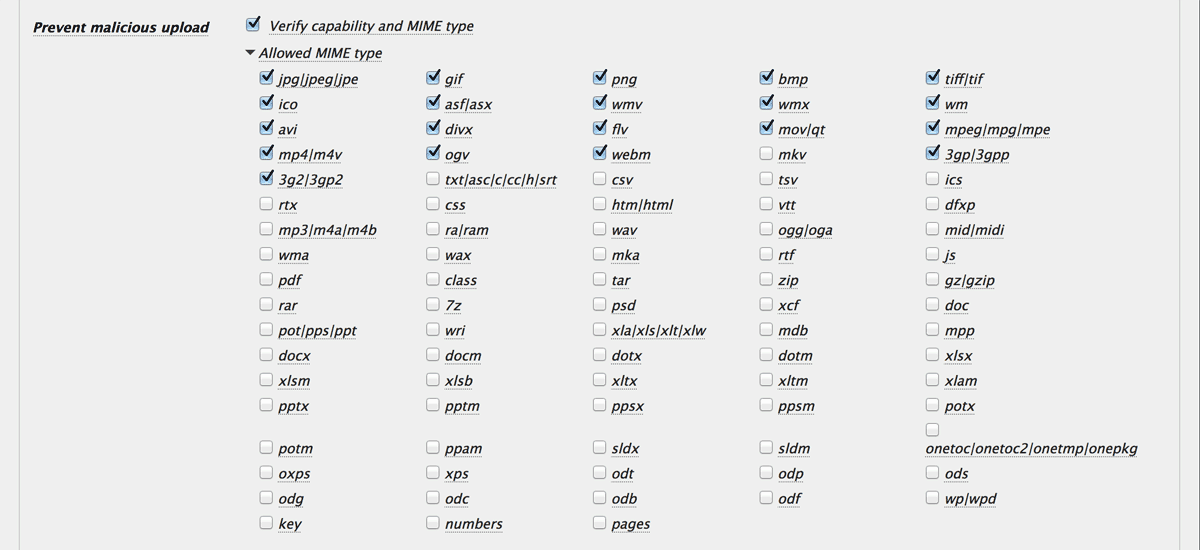 Prevent malicious upload Verify capability and MIME type
Allowed MIME type
jpg|jpeg|jpe gif png bmp tiff|tif
ico asf|asx wmv wmx wm
avi divx flv mov|qt mpeg|mpg|mpe
mp4|m4v ogv webm mkv 3gp|3gpp
3g2|3gp2 txt|asc|c|cc|h|srt csv tsv ics
rtx css htm|html vtt dfxp
mp3|m4a|m4b ra|ram wav ogg|oga mid|midi
wma wax mka rtf js
pdf class tar zip gz|gzip
rar 7z psd xcf doc
pot|pps|ppt wri xla|xls|xlt|xlw mdb mpp
docx docm dotx dotm xlsx
xlsm xlsb xltx xltm xlam
pptx pptm ppsx ppsm potx
potm ppam sldx sldm onetoc|onetoc2|onetmp|onepkg
oxps xps odt odp ods
odg odc odb odf wp|wpd
key numbers pages